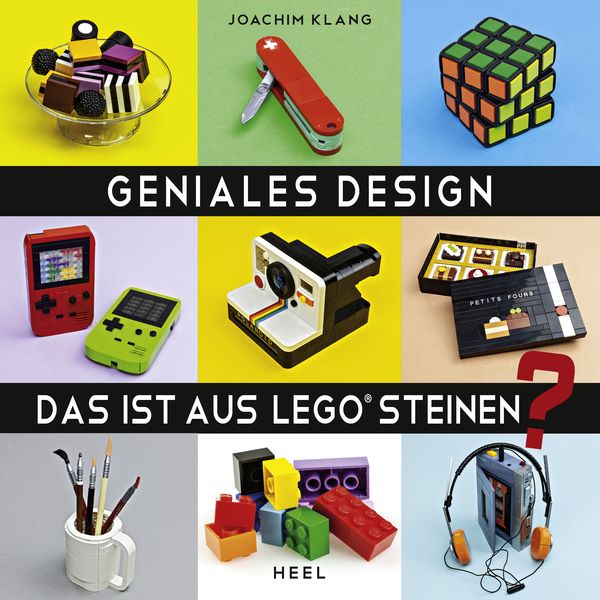 JOACHIM KLANG
GENIALES DESIGN
PETITS FOURS
DAS IST AUS LEGO® STEINEN?
HEEL